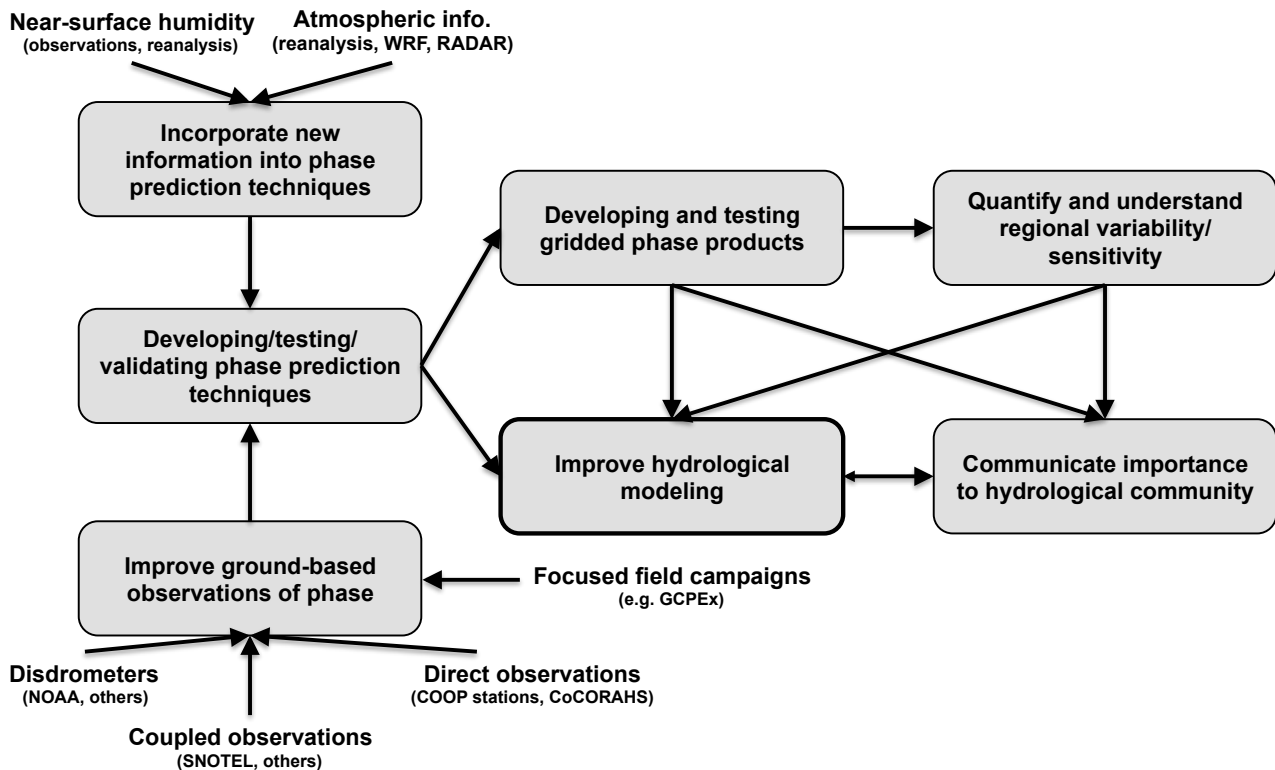 Near-surface humidity
(observations, reanalysis)
Atmospheric info.
(reanalysis, WRF, RADAR)
Incorporate new
information into phase
prediction techniques
Developing and testing
gridded phase products
Quantify and understand
regional variability/
sensitivity
Developing/testing/
validating phase prediction
techniques
Improve hydrological
modeling
Communicate importance
to hydrological community
Improve ground-based
observations of phase
Focused field campaigns
(e.g. GCPEx)
Disdrometers
(NOAA, others)
Direct observations
(COOP stations, CoCORAHS)
Coupled observations
(SNOTEL, others)